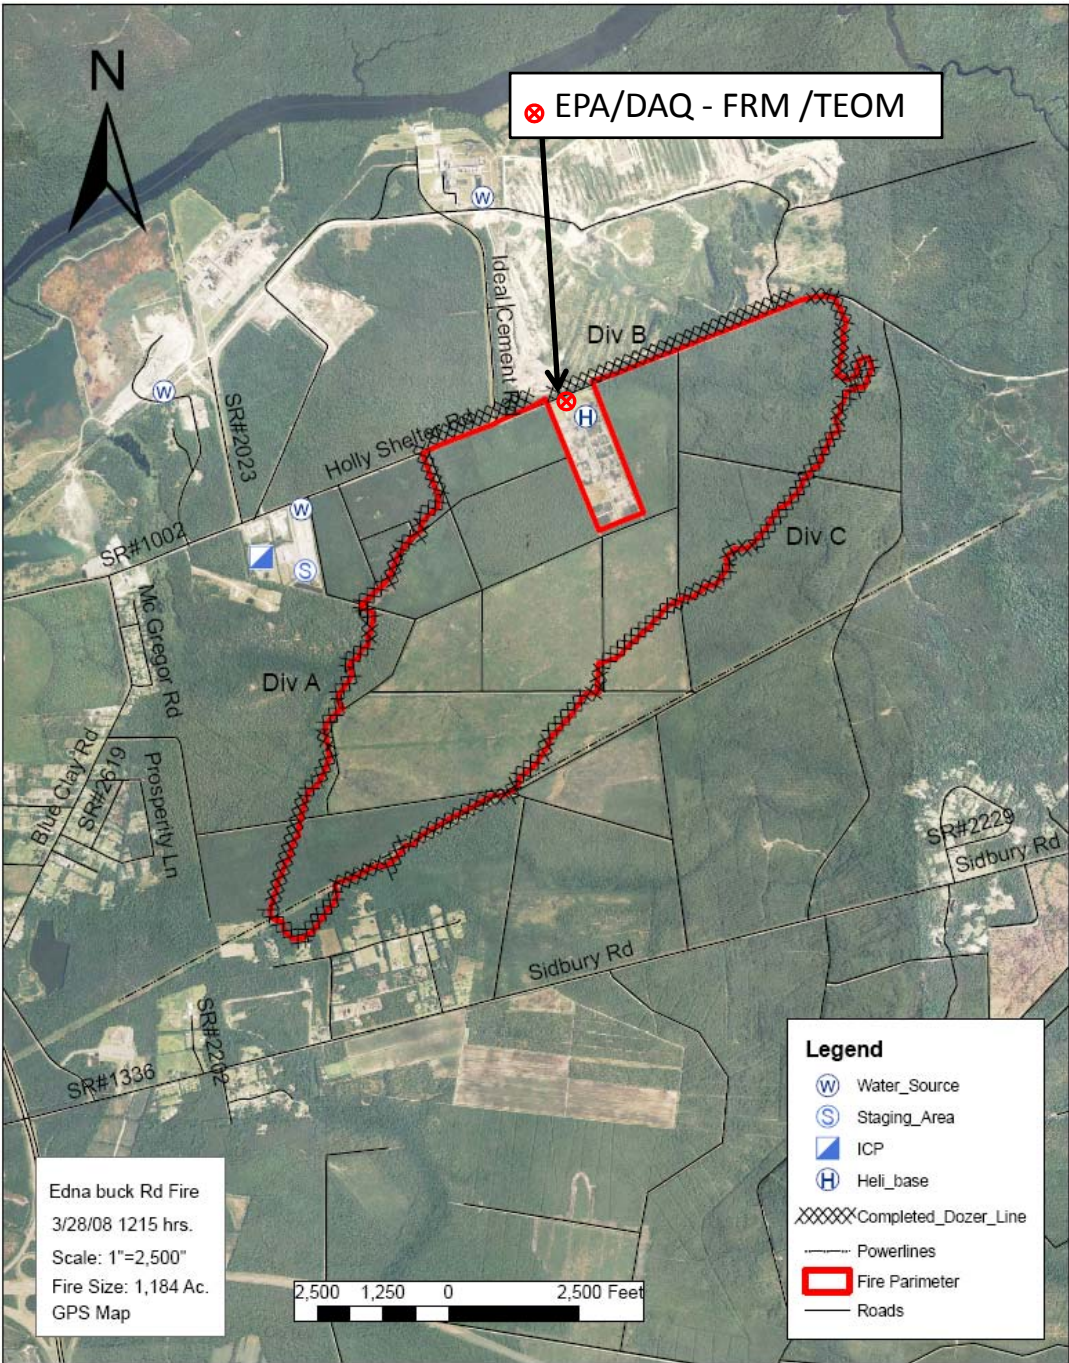 N
EPA/DAQ - FRM /TEOM
W
Ideal Cement Rd
Div B
W
SR#2023
H
Holly Shelter Rd
W
SR#1002
S
Div C
Mc Gregor Rd
Div A
Blue Clay Rd
SR#2619
Prosperity Ln
SR#2229
Sidbury Rd
Sidbury Rd
SR#2202
SR#1336
Legend
W Water_Source
S Staging_Area
ICP
H Heli_base
Completed_Dozer_Line
Powerlines
Fire Parimeter
Roads
Edna buck Rd Fire
3/28/08 1215 hrs.
Scale: 1"=2,500"
Fire Size: 1,184 Ac.
GPS Map
2,500 1,250 0 2,500 Feet